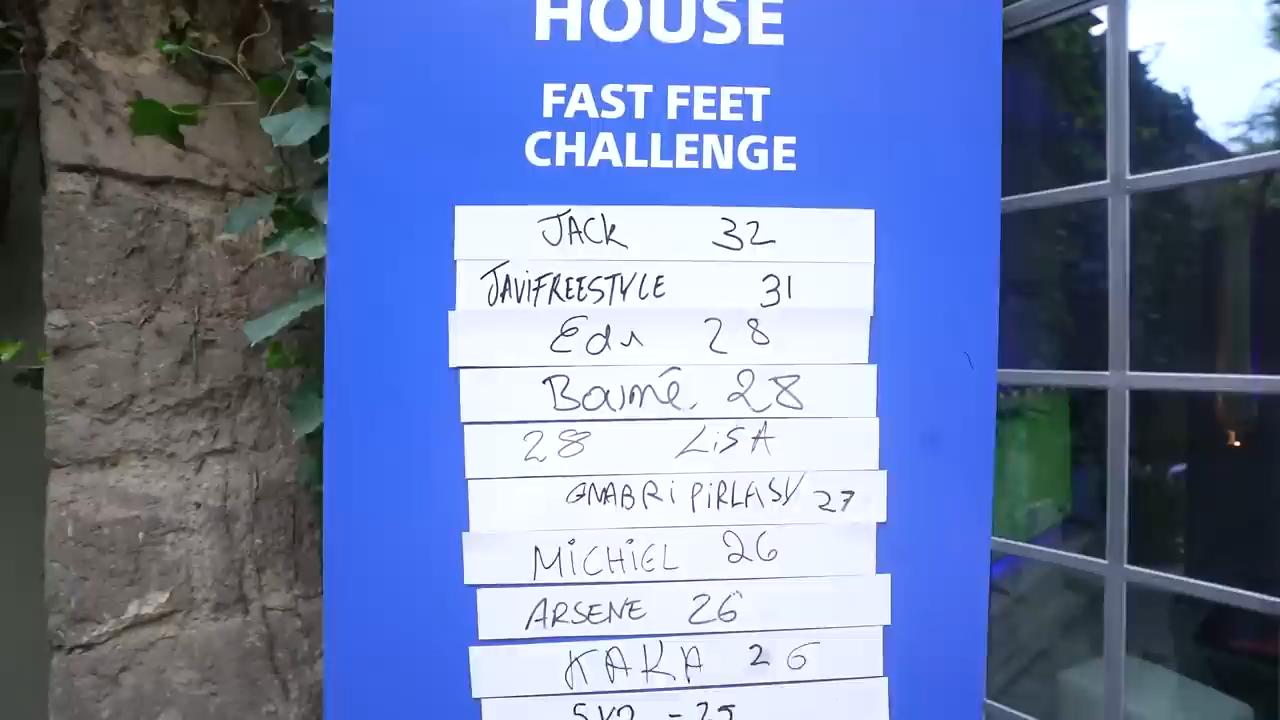 HOUSE
FAST FEET
CHALLENGE
JACK 32
JAVIFREESTYLE 31
Edu 28
Boumé. 28
28 LiSA
GNABRi PiRLASV 27
MiCHiEL 26
ARSENE 26
KAKA 26